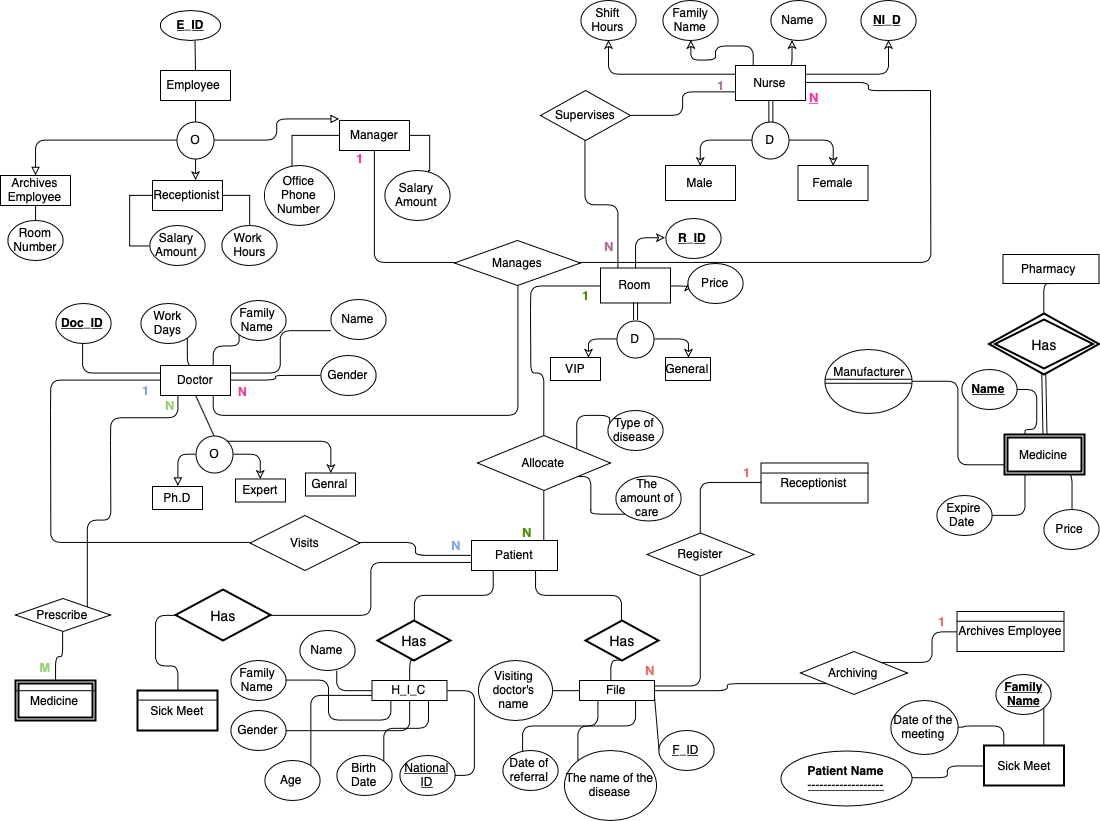 E_ID
Employee
O
Archives
Employee
Room
Number
Receptionist
Salary
Amount
Work
Hours
Manager
1
Office
Phone
Number
Salary
Amount
Shift
Hours
Family
Name
Name
NI_D
Nurse
1
N
Supervises
D
Male
Female
N
R_ID
Manages
Room
Price
1
D
VIP
General
Pharmacy
Has
Manufacturer
Name
Medicine
Expire
Date
Price
Doc_ID
Work
Days
Family
Name
Name
Gender
Doctor
1
N
N
O
Ph.D
Expert
Genral
Type of
disease
Allocate
The
amount of
care
1
Receptionist
Visits
N
N
Patient
Register
Prescribe
M
Medicine
Has
Sick Meet
Has
Has
Name
Family
Name
Gender
Age
Birth
Date
National
ID
H_I_C
Visiting
doctor's
name
File
N
Date of
referral
The name of the
disease
F_ID
1
Archives Employee
Archiving
Family
Name
Date of the
meeting
Patient Name
--------------------
Sick Meet